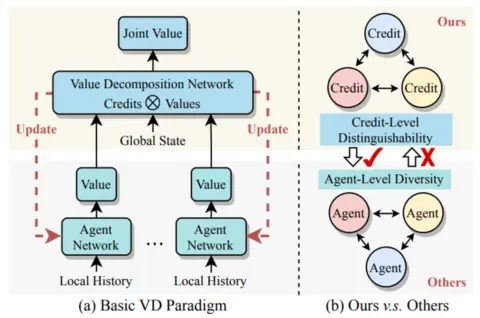 Joint Value
Value Decomposition Network
Credits ⊗ Values
Update
Update
Global State
Value
Value
Agent
Network
...
Agent
Network
Local History
Local History
(a) Basic VD Paradigm
Ours
Credit
Credit
Credit
Credit-Level
Distinguishability
Agent-Level Diversity
Agent
Agent
Agent
Others
(b) Ours v.s. Others